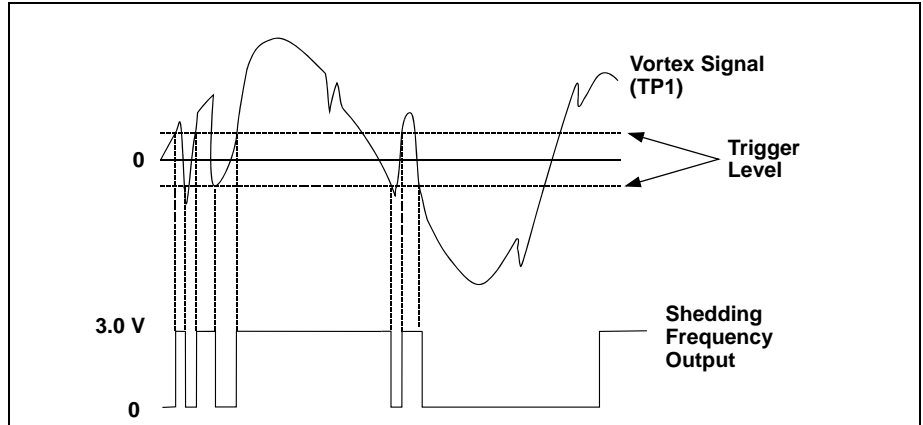 Vortex Signal
(TP1)
0
Trigger
Level
3.0 V
Shedding
Frequency
Output
0